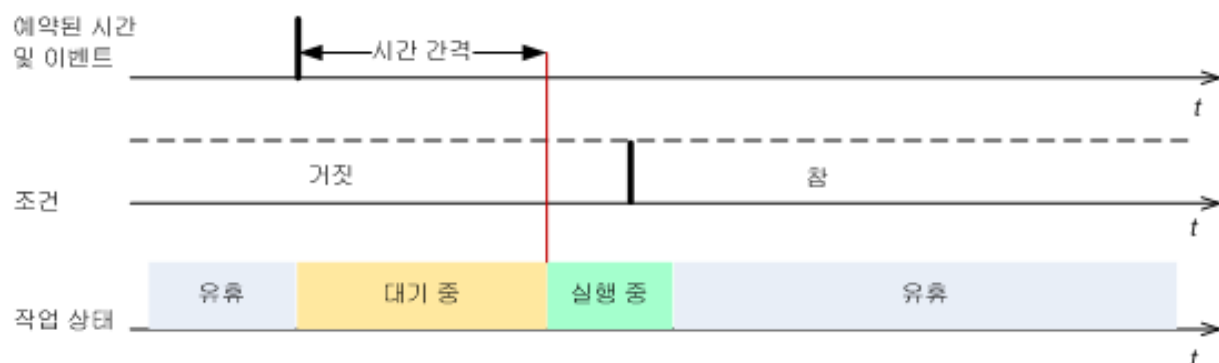 예약된 시간
및 이벤트
시간 간격
t
거짓
참
조건
t
유휴
대기 중
실행 중
유휴
작업 상태
t